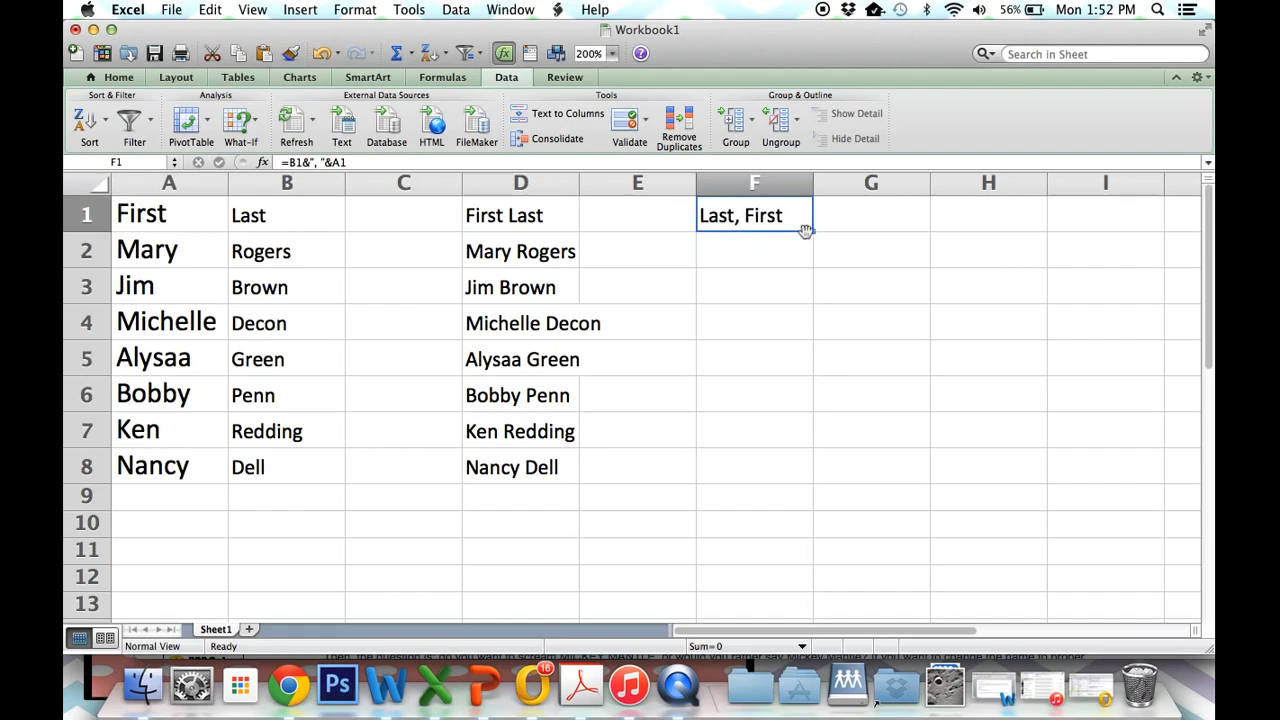 Excel File Edit View Insert Format Tools Data Window Help 56% Mon 1:52 PM
Workbook1
200% Search in Sheet
Home Layout Tables Charts SmartArt Formulas Data Review
Sort & Filter Analysis External Data Sources Tools Group & Outline
Text to Columns Show Detail
Consolidate Hide Detail
Sort Filter PivotTable What-If Refresh Text Database HTML FileMaker Validate Remove Duplicates Group Ungroup
F1 fx =B1&", "&A1
A B C D E F G H I
1 First Last First Last Last, First
2 Mary Rogers Mary Rogers
3 Jim Brown Jim Brown
4 Michelle Decon Michelle Decon
5 Alysaa Green Alysaa Green
6 Bobby Penn Bobby Penn
7 Ken Redding Ken Redding
8 Nancy Dell Nancy Dell
9
10
11
12
13
Sheet1
Normal View Ready Sum=0
16
Ps